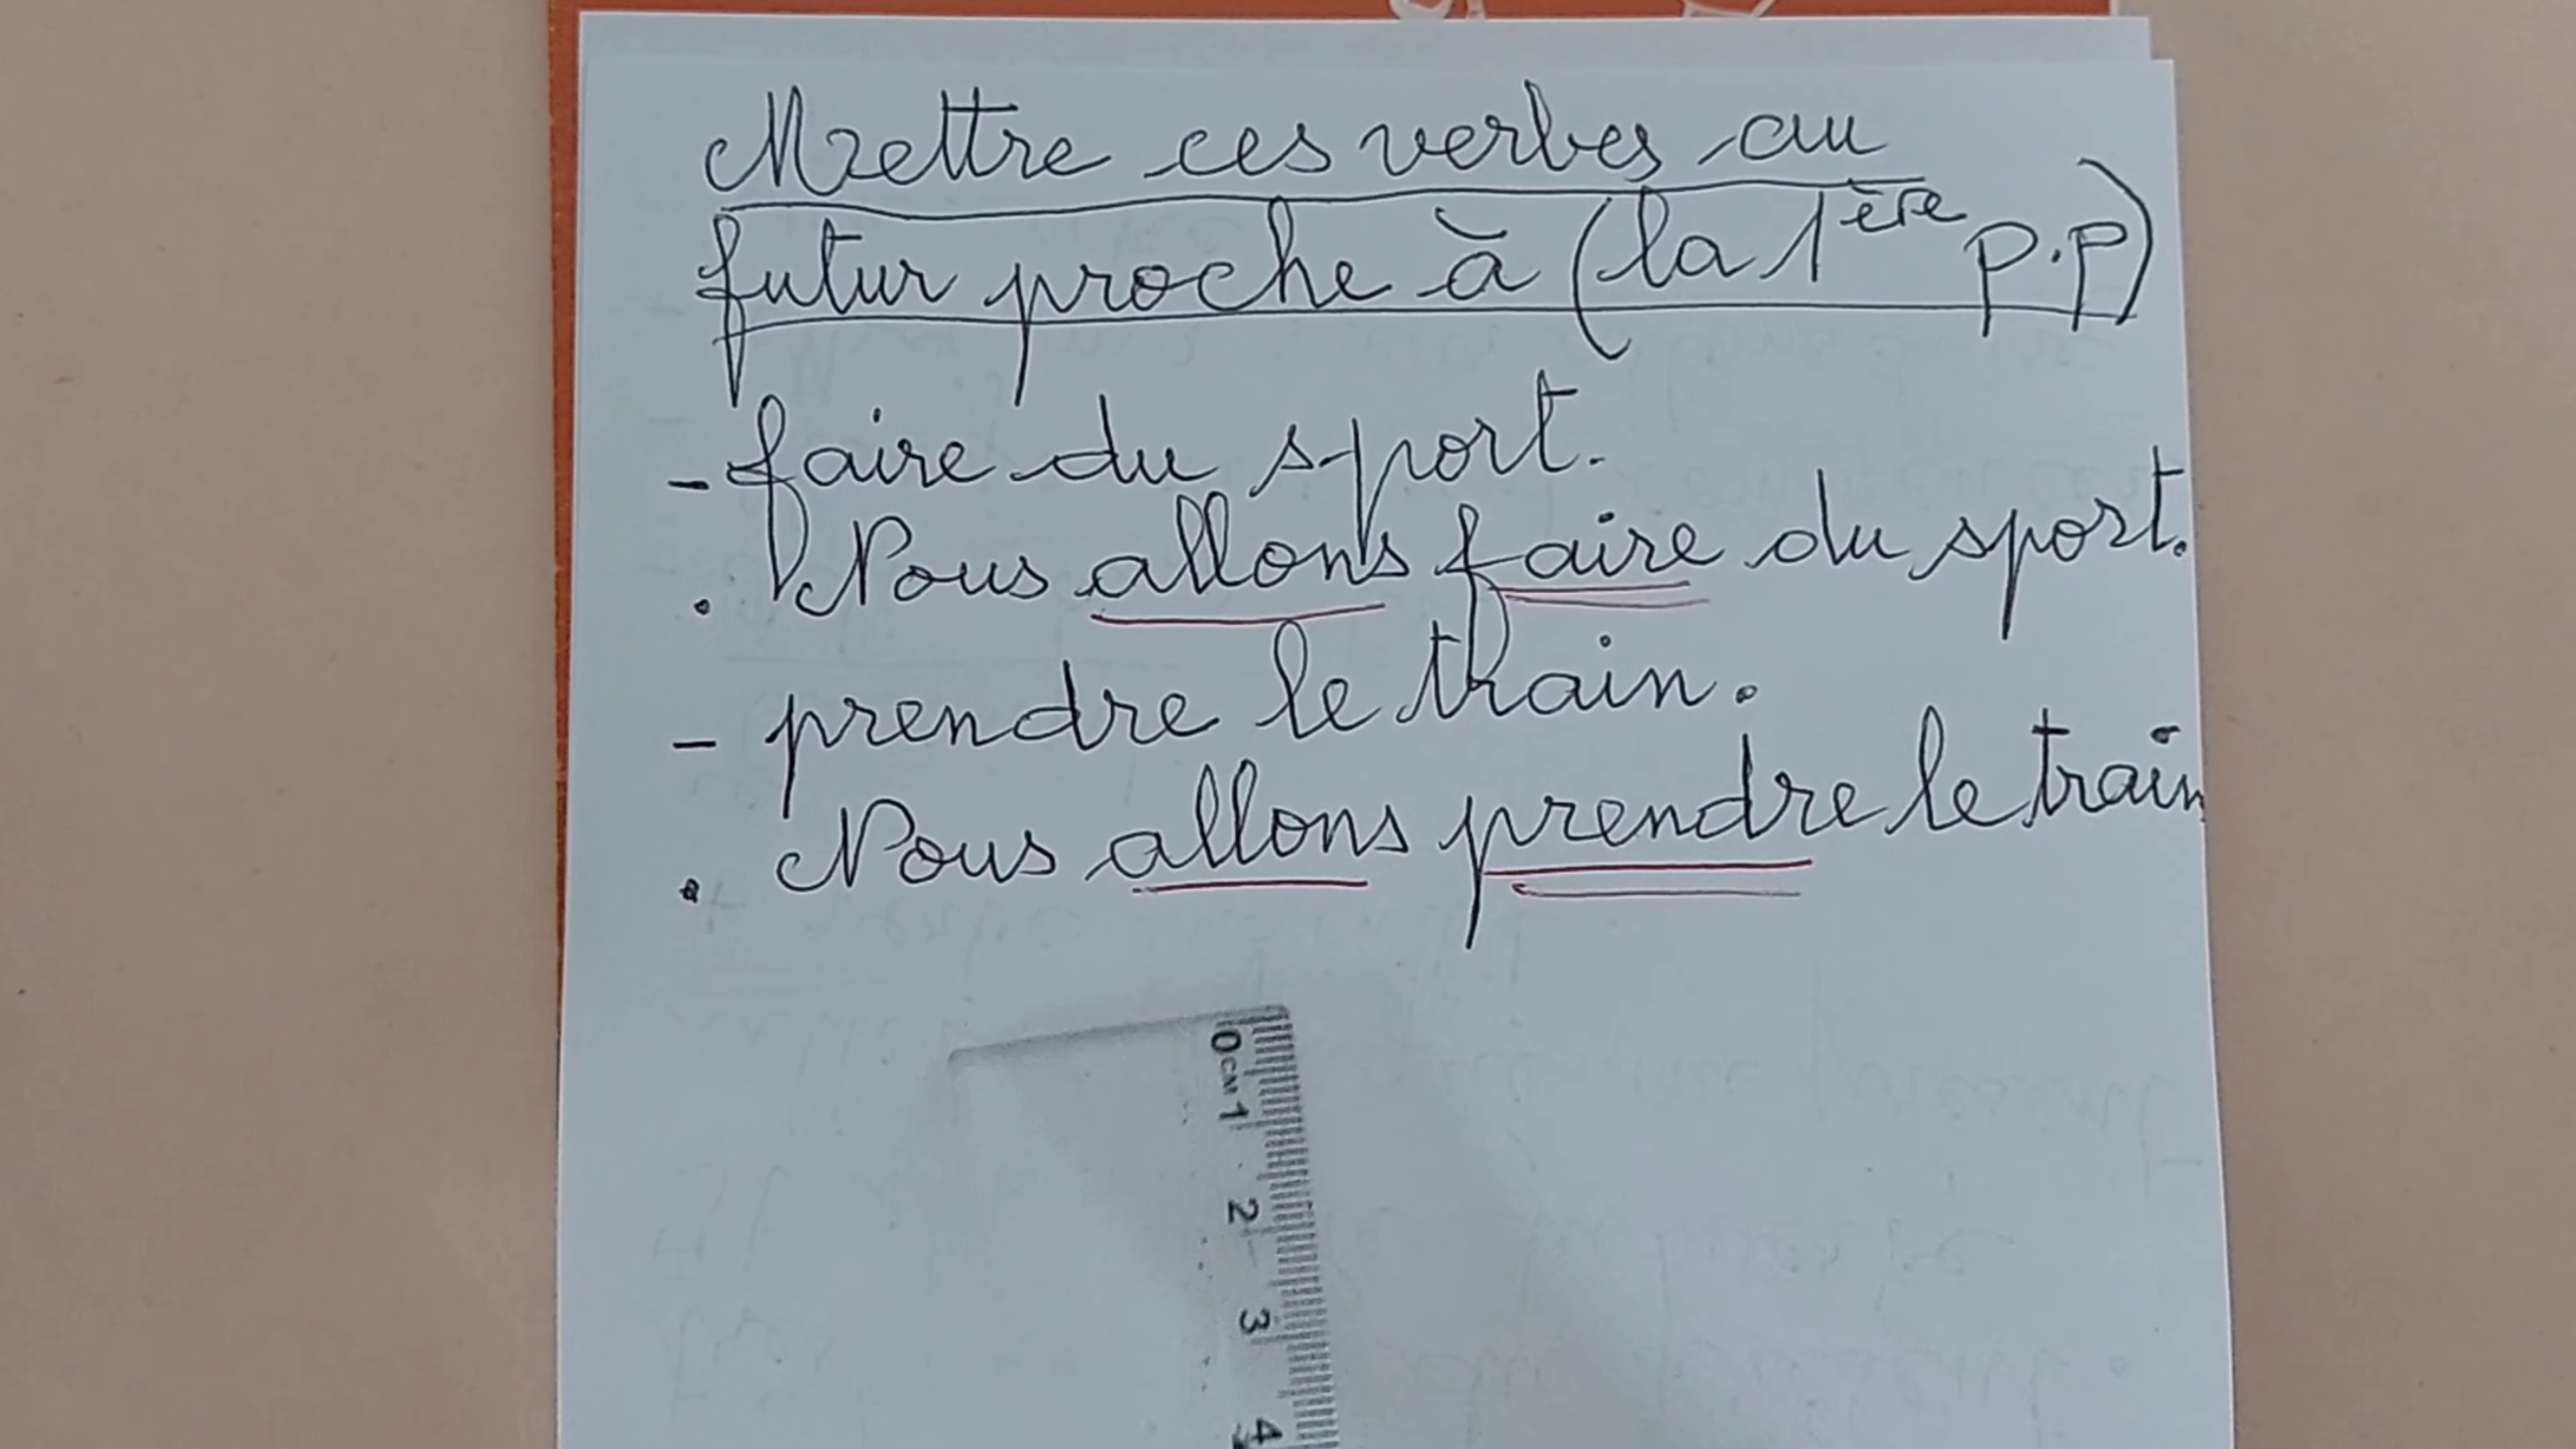 Mettre ces verbes au
futur proche à (la 1ère p.p)
- faire du sport.
. Nous allons faire du sport.
- prendre le train.
. Nous allons prendre le train
0 CM 1 2 3 4